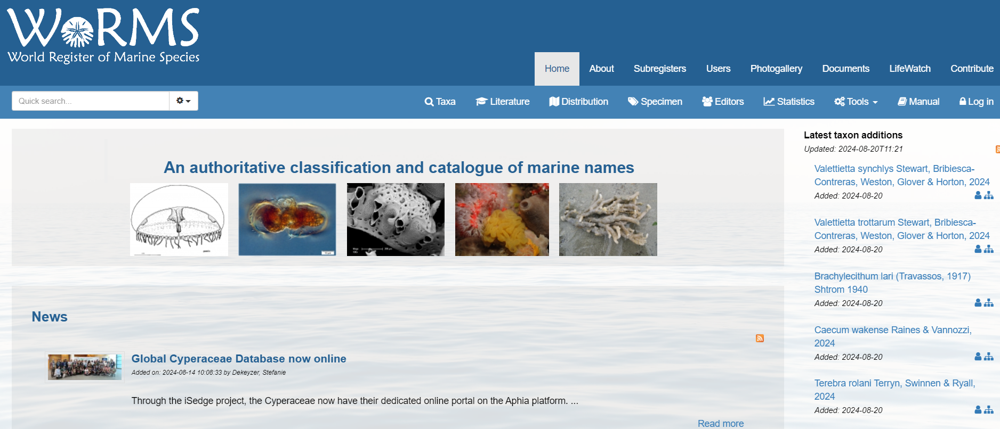 WoRMS
World Register of Marine Species
Home About Subregisters Users Photogallery Documents LifeWatch Contribute
Quick search...
Taxa Literature Distribution Specimen Editors Statistics Tools Manual Log in
An authoritative classification and catalogue of marine names
News
Global Cyperaceae Database now online
Added on: 2024-08-14 10:08:33 by Dekeyzer, Stefanie
Through the iSedge project, the Cyperaceae now have their dedicated online portal on the Aphia platform. ...
Read more
Latest taxon additions
Updated: 2024-08-20T11:21
Valettietta synchlys Stewart, Bribiesca-
Contreras, Weston, Glover & Horton, 2024
Added: 2024-08-20
Valettietta trottarum Stewart, Bribiesca-
Contreras, Weston, Glover & Horton, 2024
Added: 2024-08-20
Brachylecithum lari (Travassos, 1917)
Shtrom 1940
Added: 2024-08-20
Caecum wakense Raines & Vannozzi,
2024
Added: 2024-08-20
Terebra rolani Terryn, Swinnen & Ryall,
2024
Added: 2024-08-20